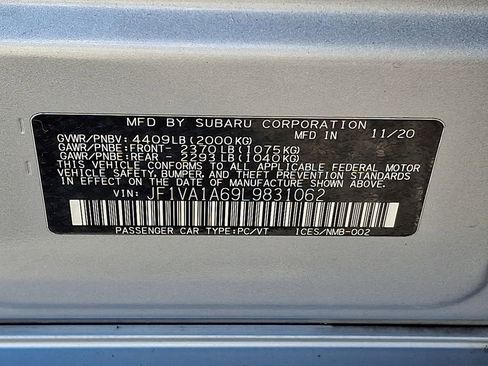 MFD BY SUBARU CORPORATION MFD IN 11/20
GVWR/PNBV: 4409LB(2000KG)
GAWR/PNBE:FRONT- 2370LB(1075KG)
GAWR/PNBE:REAR - 2293LB(1040KG)
THIS VEHICLE CONFORMS TO ALL APPLICABLE FEDERAL MOTOR
VEHICLE SAFETY, BUMPER, AND THEFT PREVENTION STANDARDS
IN EFFECT ON THE DATE OF MANUFACTURE SHOWN ABOVE.
VIN: JF1VA1A69L9831062
PASSENGER CAR TYPE:PC/VT ICES/NMB-002